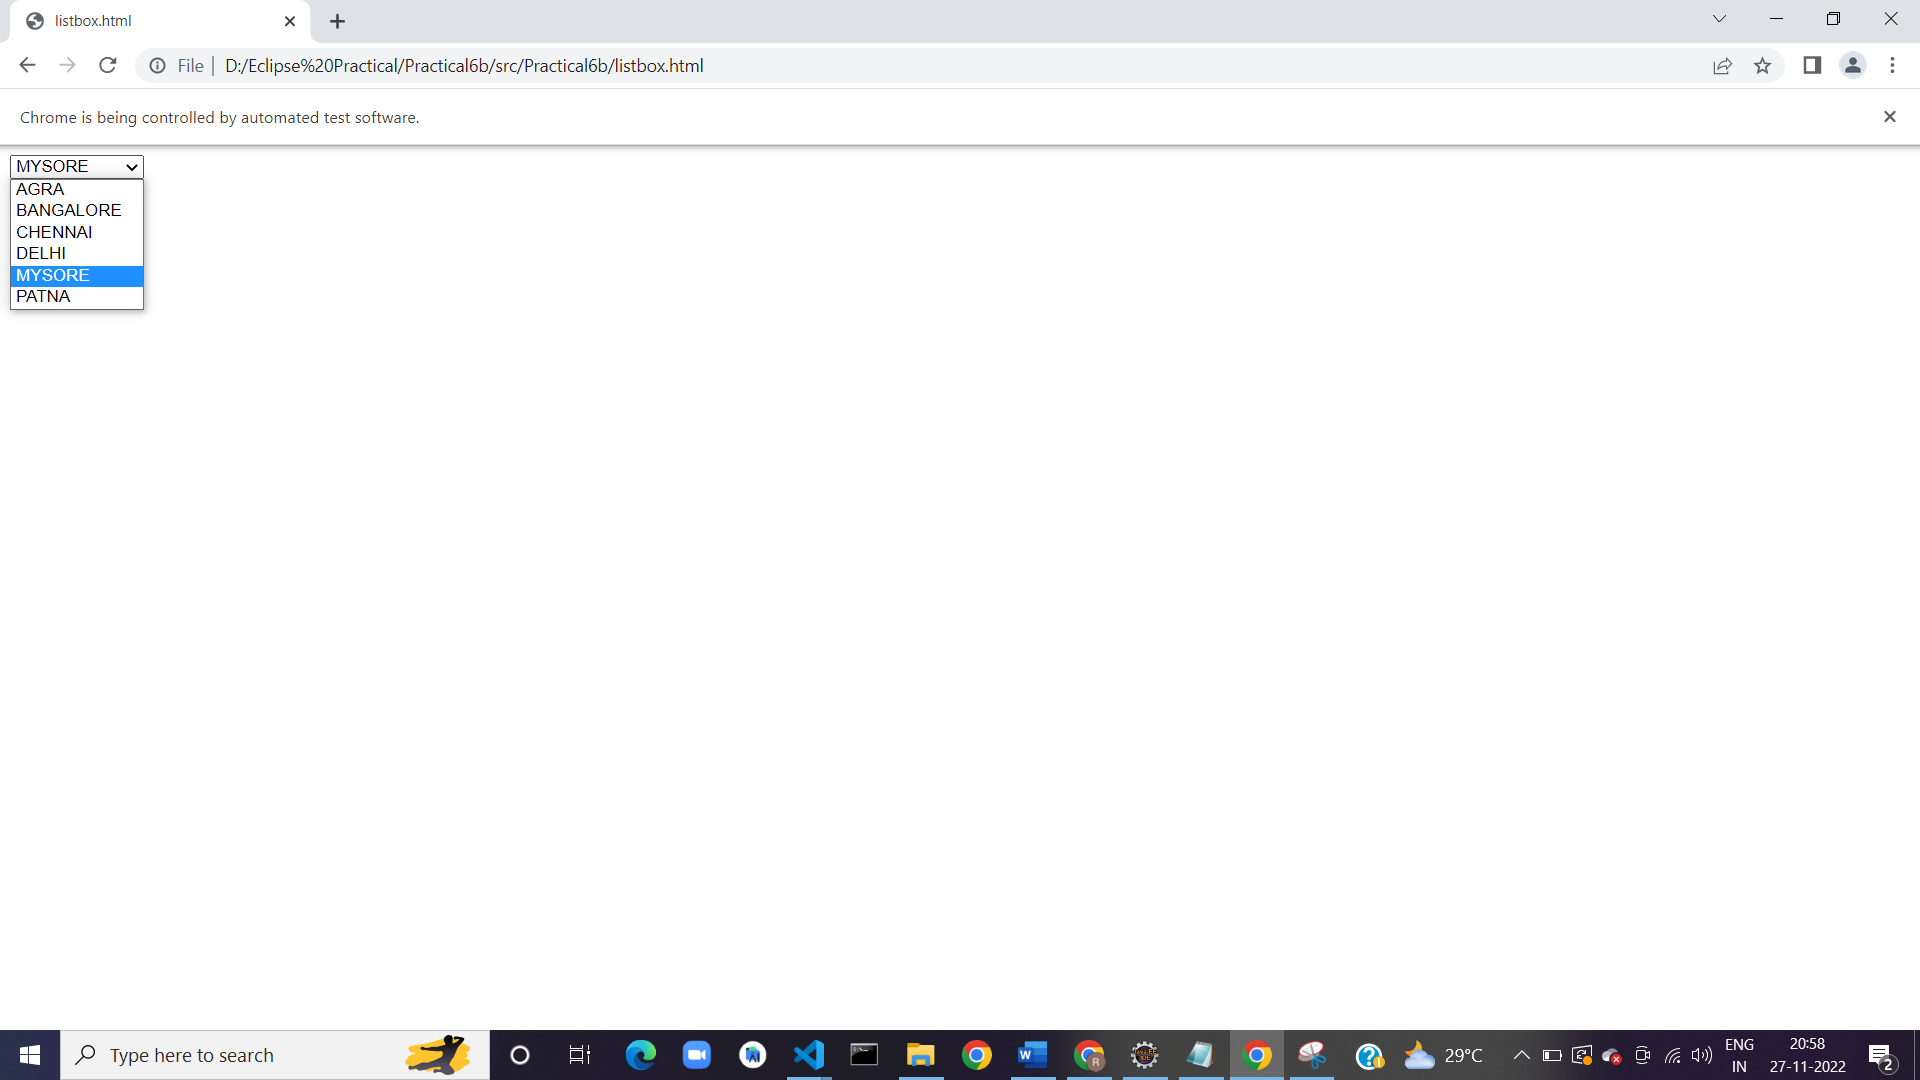 listbox.html
File | D:/Eclipse%20Practical/Practical6b/src/Practical6b/listbox.html
Chrome is being controlled by automated test software.
MYSORE
AGRA
BANGALORE
CHENNAI
DELHI
MYSORE
PATNA
Type here to search
29°C
ENG
IN
20:58
27-11-2022
2